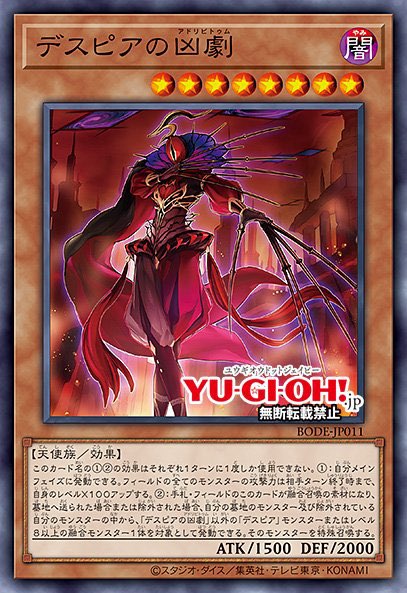 アドリビトゥム
デスピアの凶劇
やみ
闇
ユウギオウドットジェイピー
YU-GI-OH!.jp
無断転載禁止
BODE-JP011
【天使族／効果】
このカード名の①②の効果はそれぞれ1ターンに1度しか使用できない。①：自分メイン
フェイズに発動できる。フィールドの全てのモンスターの攻撃力は相手ターン終了時まで、
自身のレベル×100アップする。②：手札・フィールドのこのカードが融合召喚の素材になり、
墓地へ送られた場合または除外された場合、自分の墓地のモンスター及び除外されている
自分のモンスターの中から、「デスピアの凶劇」以外の「デスピア」モンスターまたはレベル
8以上の融合モンスター1体を対象として発動できる。そのモンスターを特殊召喚する。
ATK/1500 DEF/2000
©スタジオ・ダイス／集英社・テレビ東京・KONAMI